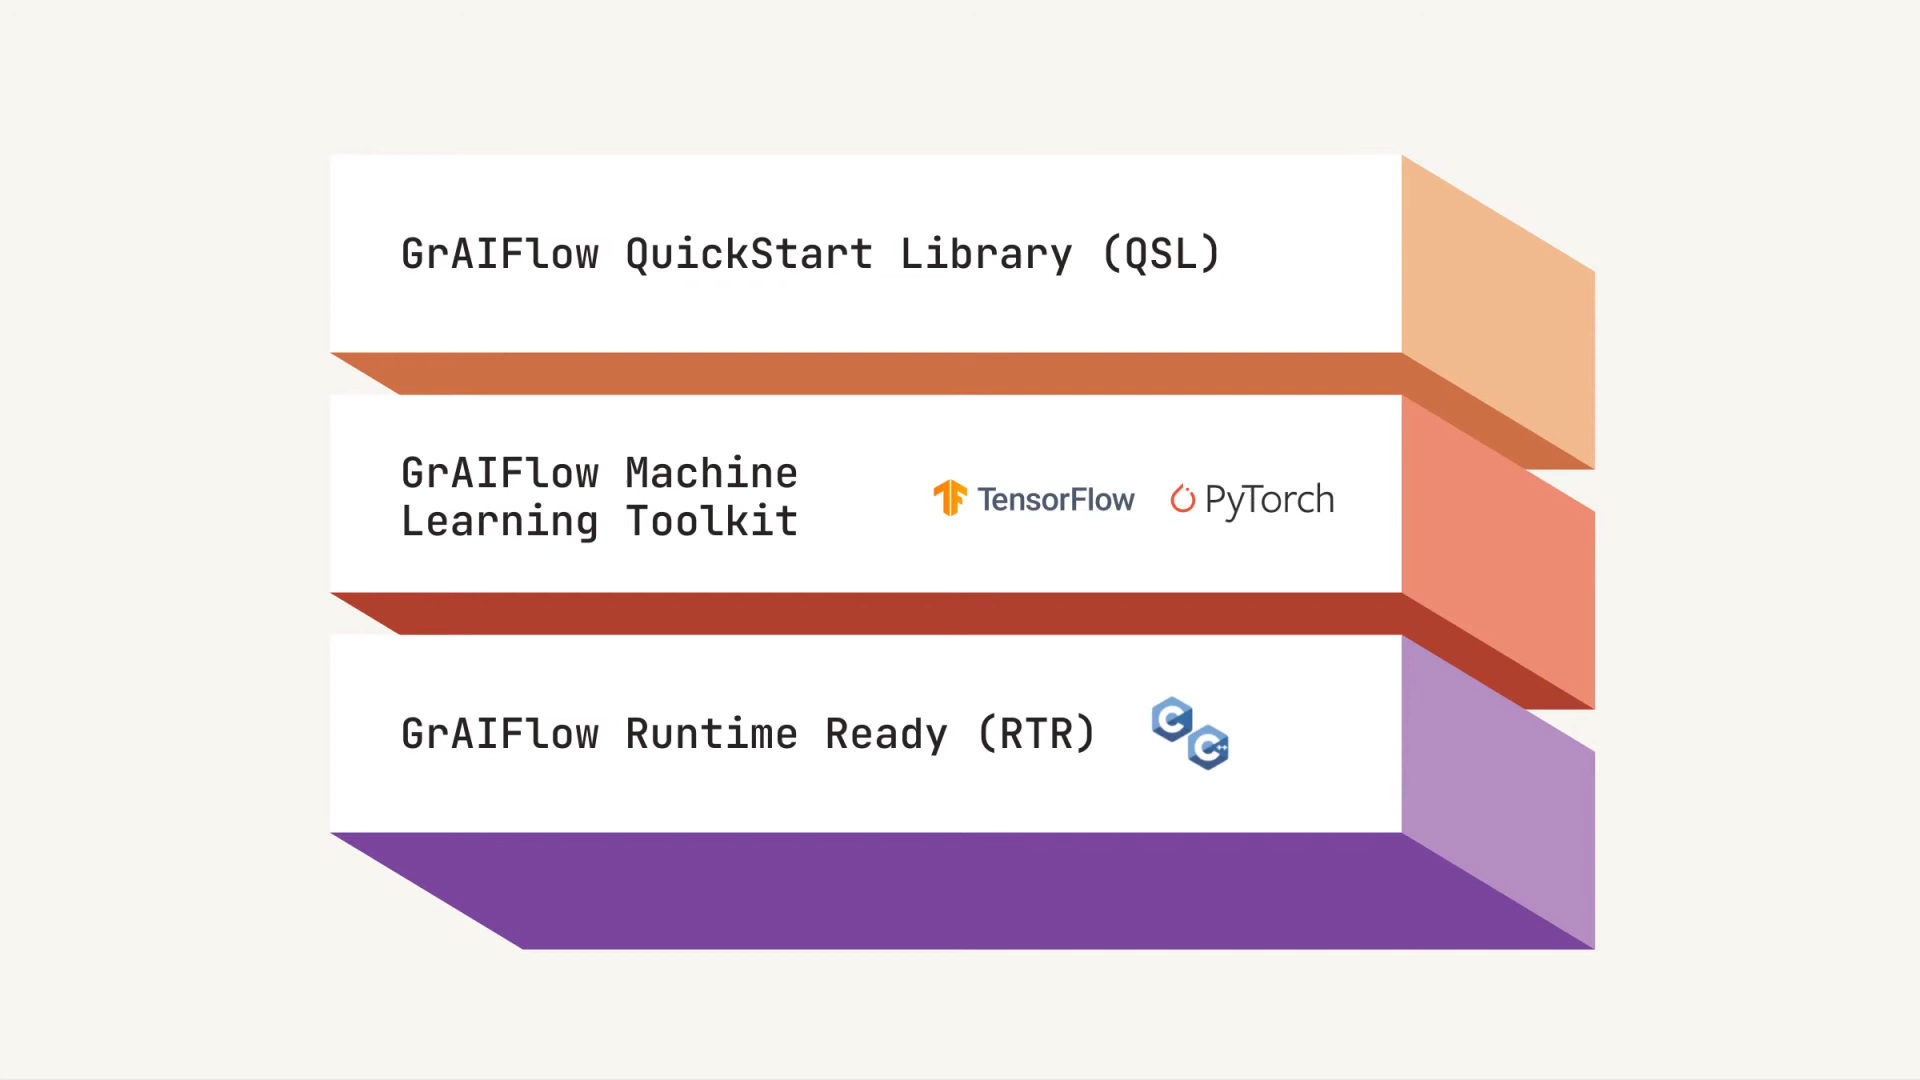 GrAIFlow QuickStart Library (QSL)
GrAIFlow Machine
Learning Toolkit
TensorFlow
PyTorch
GrAIFlow Runtime Ready (RTR)
C
C++